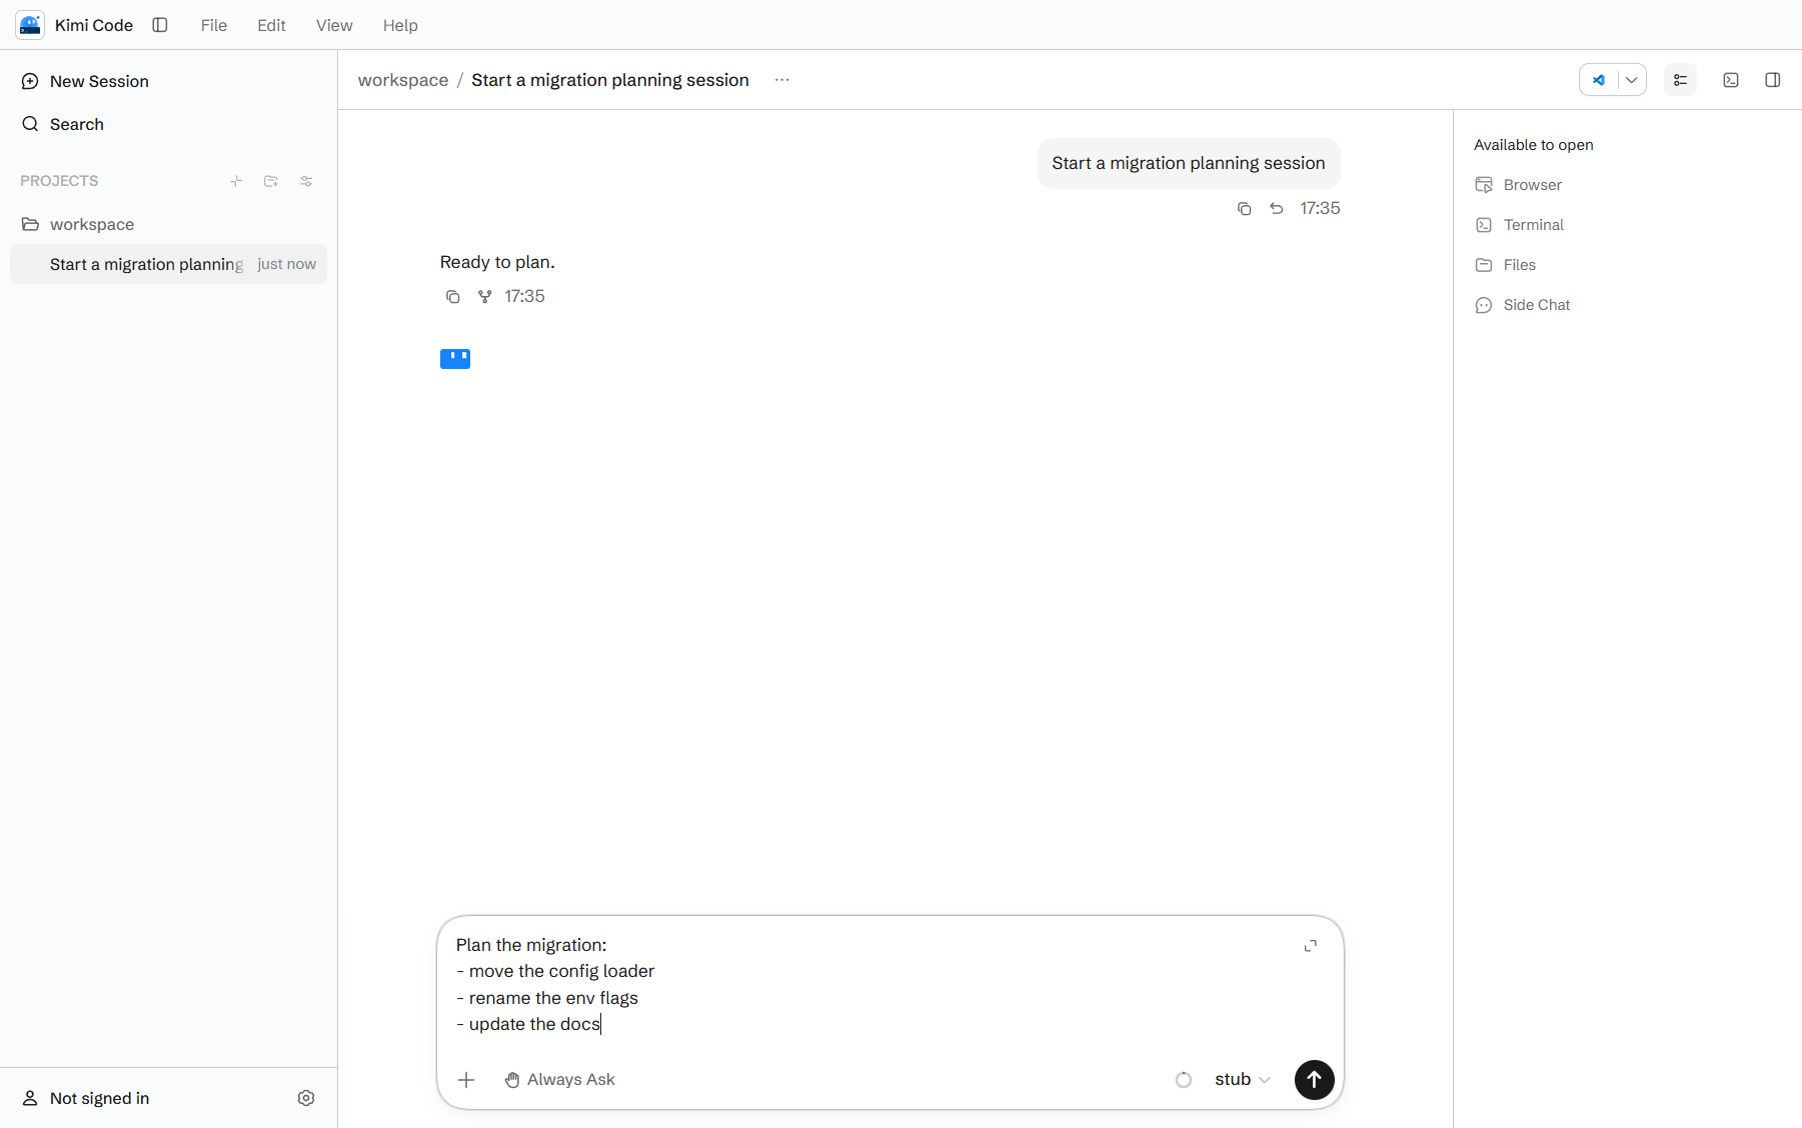 Kimi Code File Edit View Help
New Session
Search
PROJECTS
workspace
Start a migration planning just now
Not signed in
workspace / Start a migration planning session ...
Start a migration planning session
17:35
Ready to plan.
17:35
Plan the migration:
- move the config loader
- rename the env flags
- update the docs
Always Ask
stub
Available to open
Browser
Terminal
Files
Side Chat